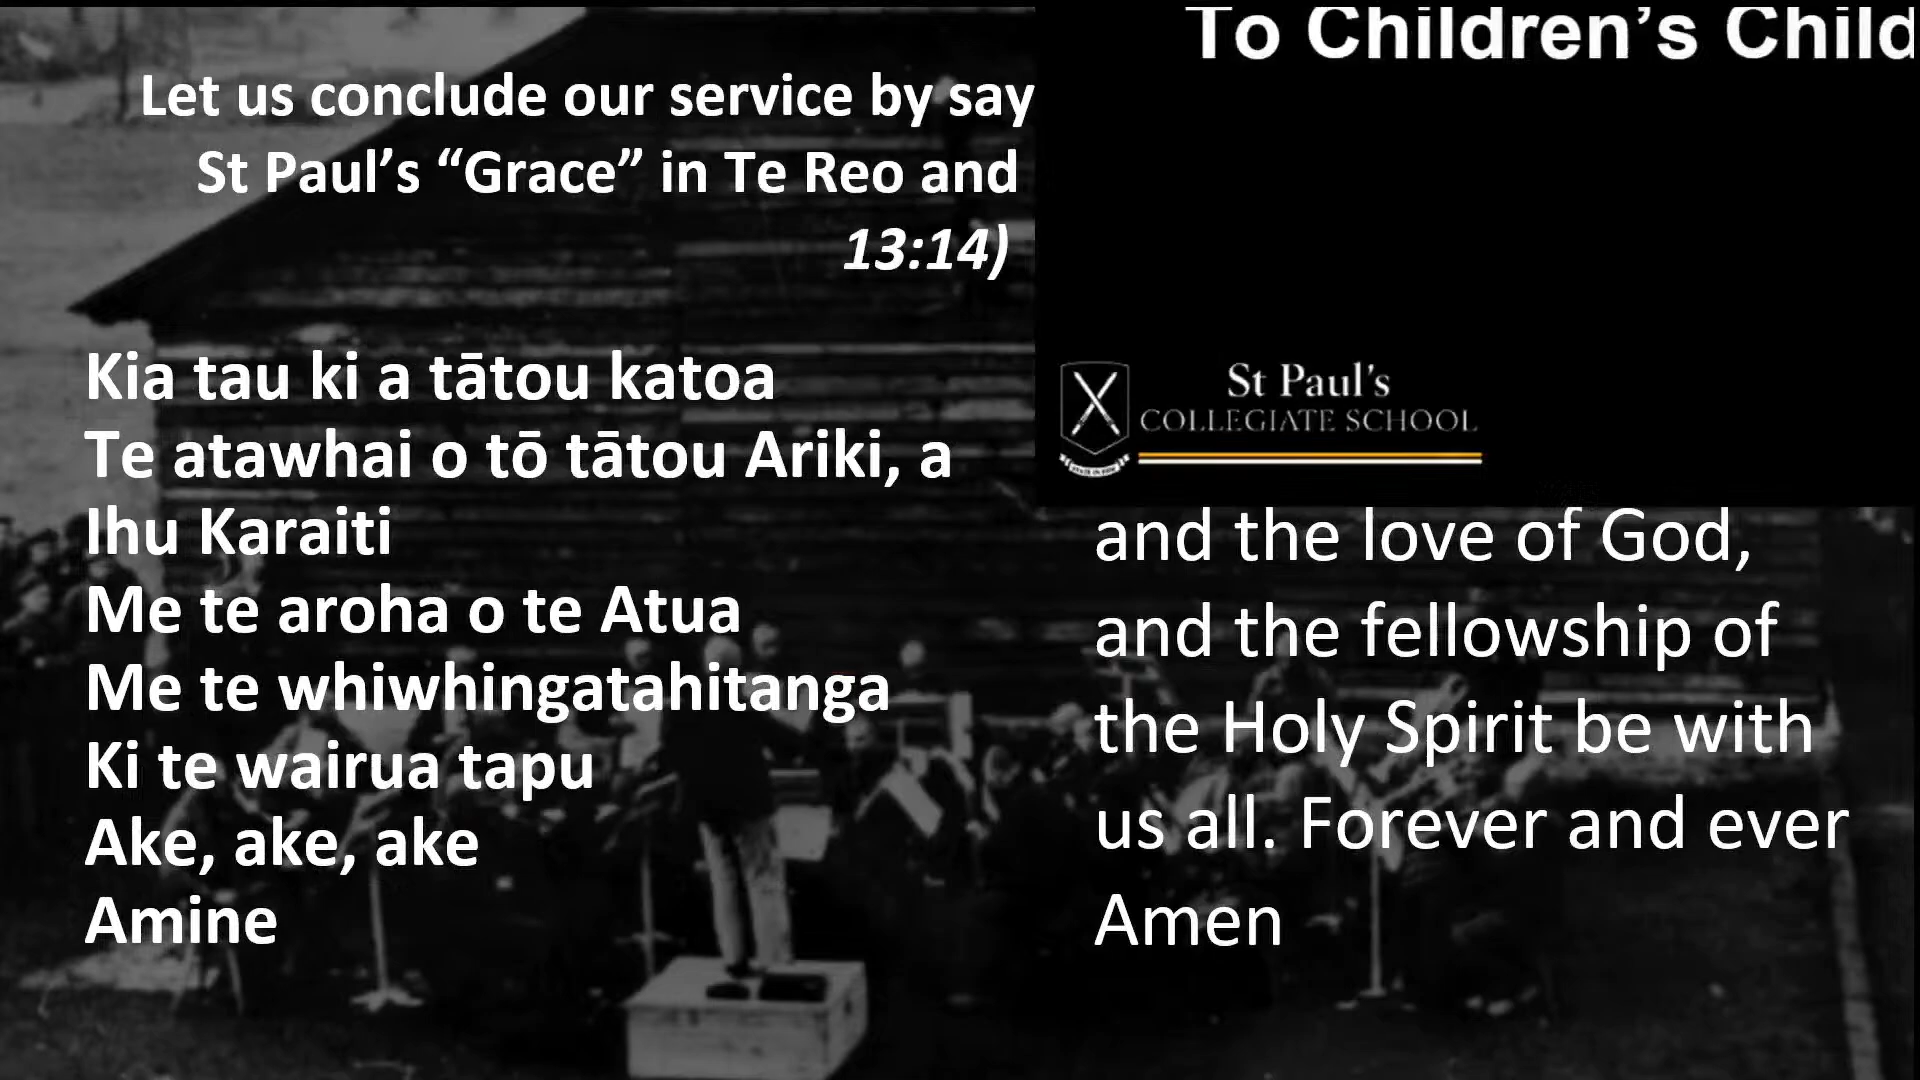 To Children’s Child
Let us conclude our service by say
St Paul’s “Grace” in Te Reo and
13:14)
Kia tau ki a tātou katoa
Te atawhai o tō tātou Ariki, a
Ihu Karaiti
Me te aroha o te Atua
Me te whiwhingatahitanga
Ki te wairua tapu
Ake, ake, ake
Amine
St Paul’s
COLLEGIATE SCHOOL
and the love of God,
and the fellowship of
the Holy Spirit be with
us all. Forever and ever
Amen